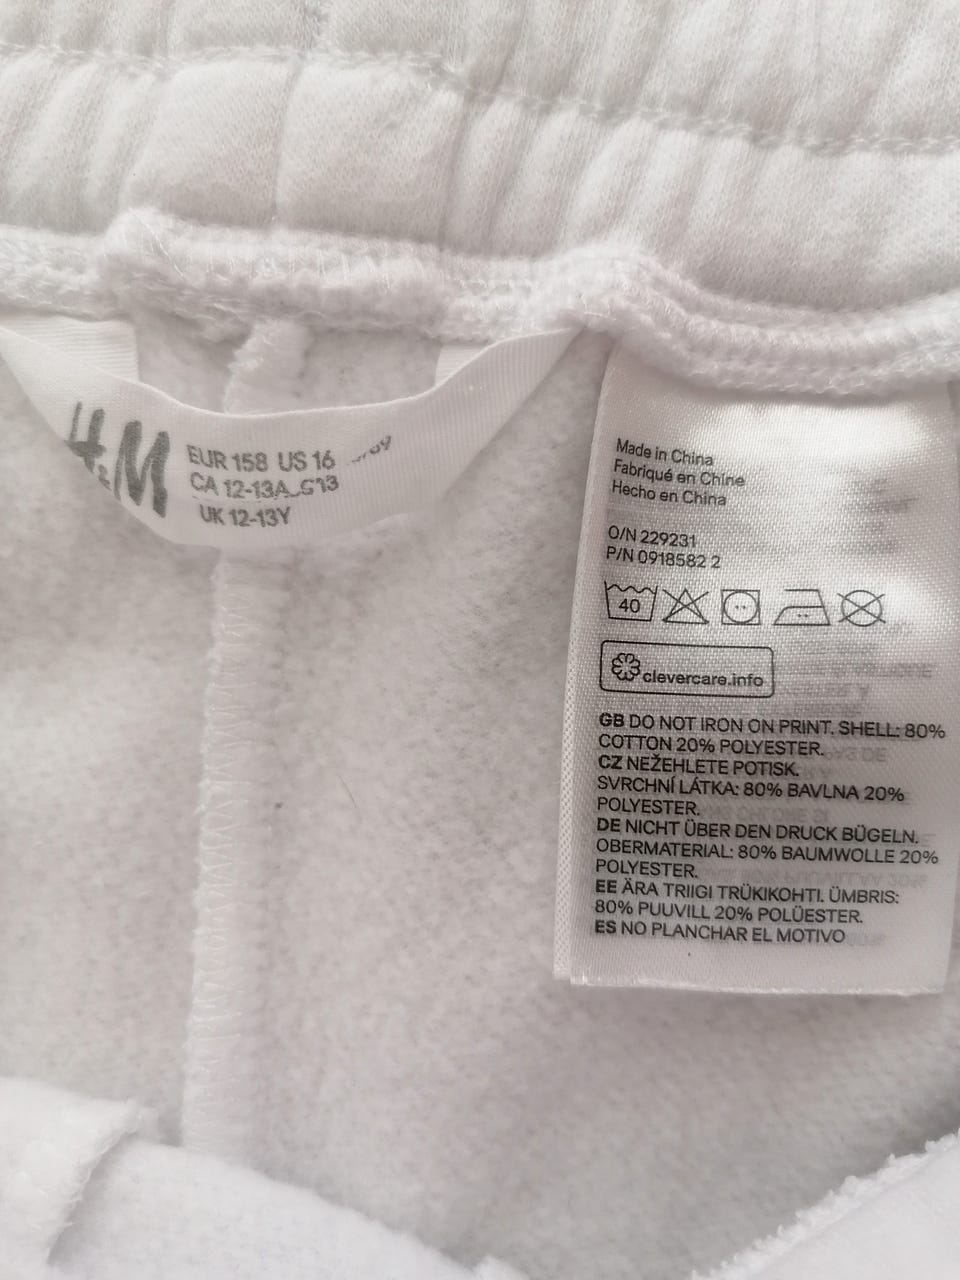 H&M
EUR 158 US 16
CA 12-13A
UK 12-13Y
Made in China
Fabriqué en Chine
Hecho en China
O/N 229231
P/N 0918582 2
40
clevercare.info
GB DO NOT IRON ON PRINT. SHELL: 80%
COTTON 20% POLYESTER.
CZ NEŽEHLETE POTISK.
SVRCHNÍ LÁTKA: 80% BAVLNA 20%
POLYESTER.
DE NICHT ÜBER DEN DRUCK BÜGELN.
OBERMATERIAL: 80% BAUMWOLLE 20%
POLYESTER.
EE ÄRA TRIIGI TRÜKIKOHTI. ÜMBRIS:
80% PUUVILL 20% POLÜESTER.
ES NO PLANCHAR EL MOTIVO